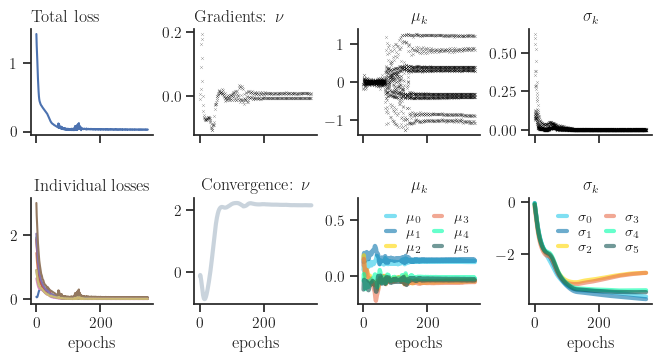 Total loss
Gradients: ν
μ_k
σ_k
1
0
0.2
0.0
1
0
−1
0.50
0.25
0.00
Individual losses
Convergence: ν
μ_k
σ_k
2
0
2
0
0.5
0.0
0
−2
μ_0 μ_3
μ_1 μ_4
μ_2 μ_5
σ_0 σ_3
σ_1 σ_4
σ_2 σ_5
0 200
0 200
0 200
0 200
epochs
epochs
epochs
epochs